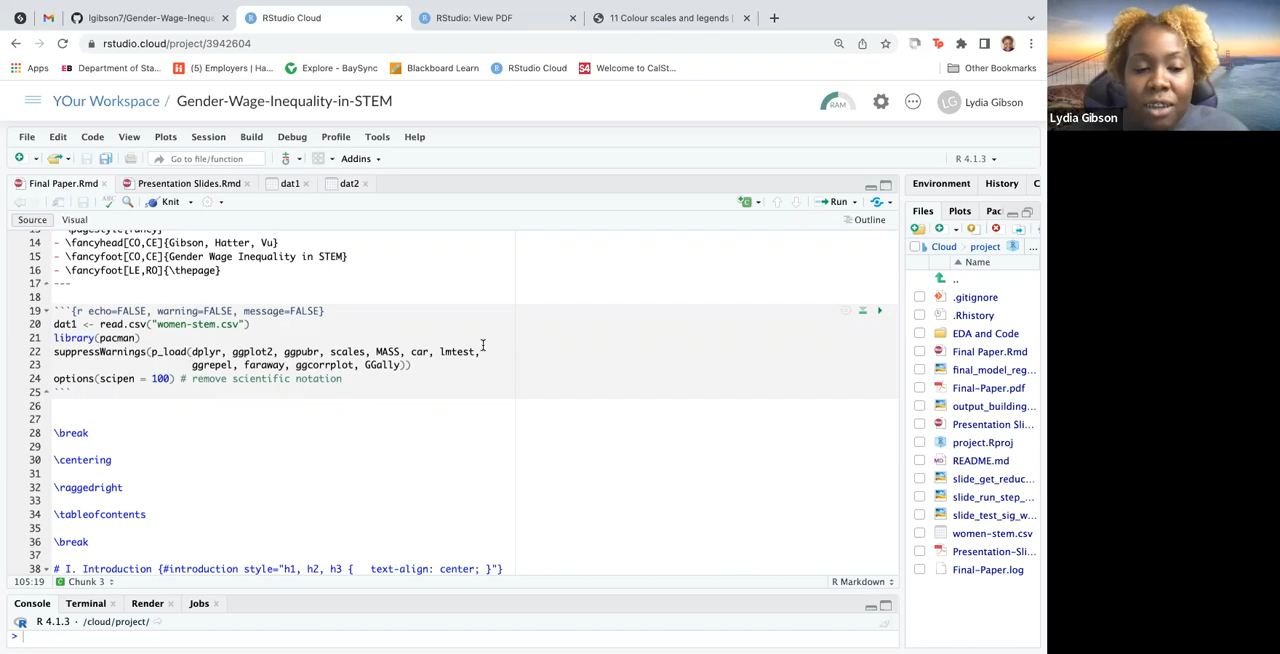 lgibson7/Gender-Wage-Inequa
RStudio Cloud
RStudio: View PDF
11 Colour scales and legends |
rstudio.cloud/project/3942604
Apps
Department of Sta...
(5) Employers | Ha...
Explore - BaySync
Blackboard Learn
RStudio Cloud
Welcome to CalSt...
Other Bookmarks
YOur Workspace / Gender-Wage-Inequality-in-STEM
RAM
LG Lydia Gibson
File Edit Code View Plots Session Build Debug Profile Tools Help
Go to file/function
Addins
R 4.1.3
Final Paper.Rmd
Presentation Slides.Rmd
dat1
dat2
Knit
Run
Source Visual
Outline
14 - \fancyhead[CO,CE]{Gibson, Hatter, Vu}
15 - \fancyfoot[CO,CE]{Gender Wage Inequality in STEM}
16 - \fancyfoot[LE,RO]{\thepage}
17 ---
18
19 ```{r echo=FALSE, warning=FALSE, message=FALSE}
20 dat1 <- read.csv("women-stem.csv")
21 library(pacman)
22 suppressWarnings(p_load(dplyr, ggplot2, ggpubr, scales, MASS, car, lmtest,
23 ggrepel, faraway, ggcorrplot, GGally))
24 options(scipen = 100) # remove scientific notation
25 ```
26
27
28 \break
29
30 \centering
31
32 \raggedright
33
34 \tableofcontents
35
36 \break
37
38 # I. Introduction {#introduction style="h1, h2, h3 { text-align: center; }"}
105:19 Chunk 3
R Markdown
Console Terminal Render Jobs
R 4.1.3 · /cloud/project/
>
Environment History C
Files Plots Pac
Cloud project
Name
..
.gitignore
.Rhistory
EDA and Code
Final Paper.Rmd
final_model_reg...
Final-Paper.pdf
output_building...
Presentation Sli...
project.Rproj
README.md
slide_get_reduc...
slide_run_step_...
slide_test_sig_w...
women-stem.csv
Presentation-Sli...
Final-Paper.log
Lydia Gibson